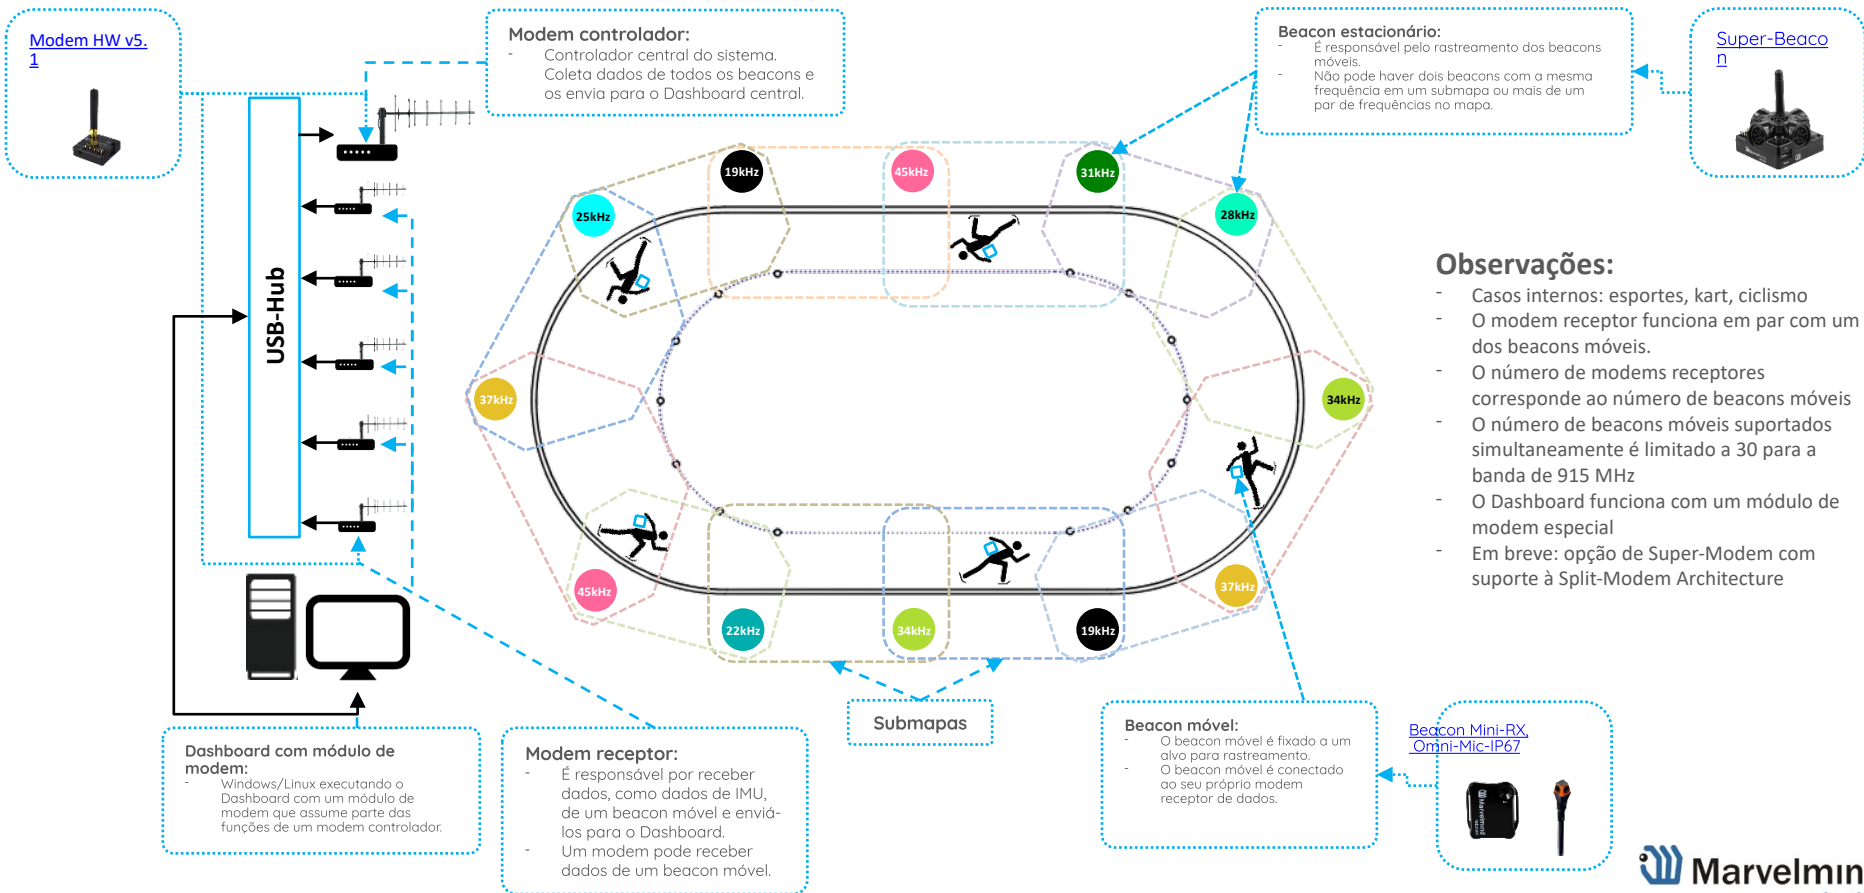 Modem HW v5.
1
Modem controlador:
- Controlador central do sistema.
Coleta dados de todos os beacons e
os envia para o Dashboard central.
Beacon estacionário:
- É responsável pelo rastreamento dos beacons
móveis.
- Não pode haver dois beacons com a mesma
frequência em um submapa ou mais de um
par de frequências no mapa.
Super-Beaco
n
USB-Hub
19kHz
45kHz
31kHz
25kHz
28kHz
37kHz
34kHz
45kHz
37kHz
22kHz
34kHz
19kHz
Observações:
- Casos internos: esportes, kart, ciclismo
- O modem receptor funciona em par com um
dos beacons móveis.
- O número de modems receptores
corresponde ao número de beacons móveis
- O número de beacons móveis suportados
simultaneamente é limitado a 30 para a
banda de 915 MHz
- O Dashboard funciona com um módulo de
modem especial
- Em breve: opção de Super-Modem com
suporte à Split-Modem Architecture
Submapas
Dashboard com módulo de
modem:
- Windows/Linux executando o
Dashboard com um módulo de
modem que assume parte das
funções de um modem controlador.
Modem receptor:
- É responsável por receber
dados, como dados de IMU,
de um beacon móvel e enviá-
los para o Dashboard.
- Um modem pode receber
dados de um beacon móvel.
Beacon móvel:
- O beacon móvel é fixado a um
alvo para rastreamento.
- O beacon móvel é conectado
ao seu próprio modem
receptor de dados.
Beacon Mini-RX,
Omni-Mic-IP67
Marvelmind
Marvelmin